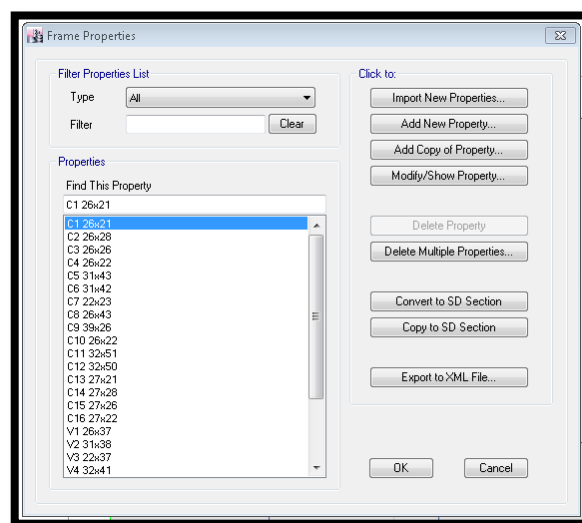 Frame Properties
Filter Properties List
Type
All
Filter
Clear
Properties
Find This Property
C1 26x21
C1 26x21
C2 26x28
C3 26x26
C4 26x22
C5 31x43
C6 31x42
C7 22x23
C8 26x43
C9 39x26
C10 26x22
C11 32x51
C12 32x50
C13 27x21
C14 27x28
C15 27x26
C16 27x22
V1 26x37
V2 31x38
V3 22x37
V4 32x41
Click to:
Import New Properties...
Add New Property...
Add Copy of Property...
Modify/Show Property...
Delete Property
Delete Multiple Properties...
Convert to SD Section
Copy to SD Section
Export to XML File...
OK
Cancel